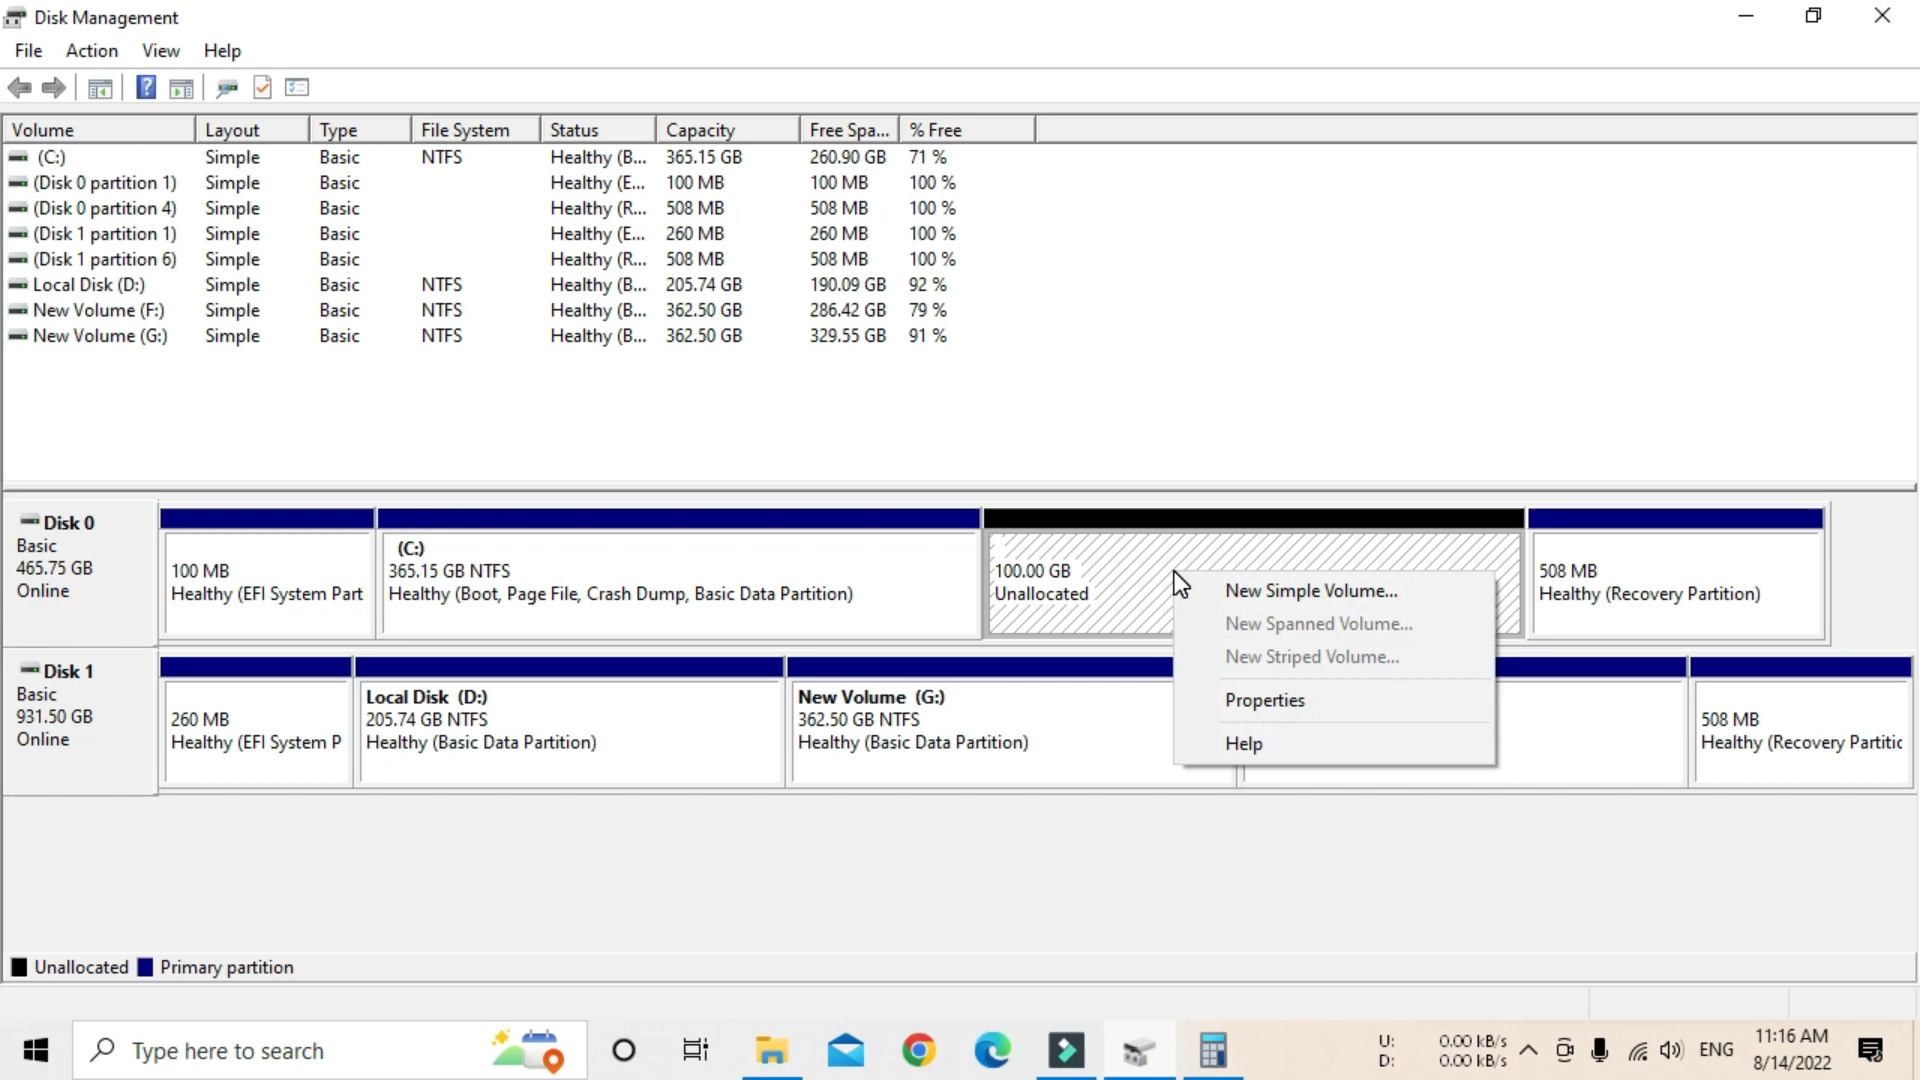 Disk Management
File Action View Help
Volume Layout Type File System Status Capacity Free Spa... % Free
(C:) Simple Basic NTFS Healthy (B... 365.15 GB 260.90 GB 71 %
(Disk 0 partition 1) Simple Basic Healthy (E... 100 MB 100 MB 100 %
(Disk 0 partition 4) Simple Basic Healthy (R... 508 MB 508 MB 100 %
(Disk 1 partition 1) Simple Basic Healthy (E... 260 MB 260 MB 100 %
(Disk 1 partition 6) Simple Basic Healthy (R... 508 MB 508 MB 100 %
Local Disk (D:) Simple Basic NTFS Healthy (B... 205.74 GB 190.09 GB 92 %
New Volume (F:) Simple Basic NTFS Healthy (B... 362.50 GB 286.42 GB 79 %
New Volume (G:) Simple Basic NTFS Healthy (B... 362.50 GB 329.55 GB 91 %
Disk 0
Basic
465.75 GB
Online
100 MB
Healthy (EFI System Part
(C:)
365.15 GB NTFS
Healthy (Boot, Page File, Crash Dump, Basic Data Partition)
100.00 GB
Unallocated
508 MB
Healthy (Recovery Partition)
New Simple Volume...
New Spanned Volume...
New Striped Volume...
Properties
Help
Disk 1
Basic
931.50 GB
Online
260 MB
Healthy (EFI System P
Local Disk (D:)
205.74 GB NTFS
Healthy (Basic Data Partition)
New Volume (G:)
362.50 GB NTFS
Healthy (Basic Data Partition)
508 MB
Healthy (Recovery Partitic
Unallocated Primary partition
Type here to search
U: 0.00 kB/s
D: 0.00 kB/s
ENG
11:16 AM
8/14/2022